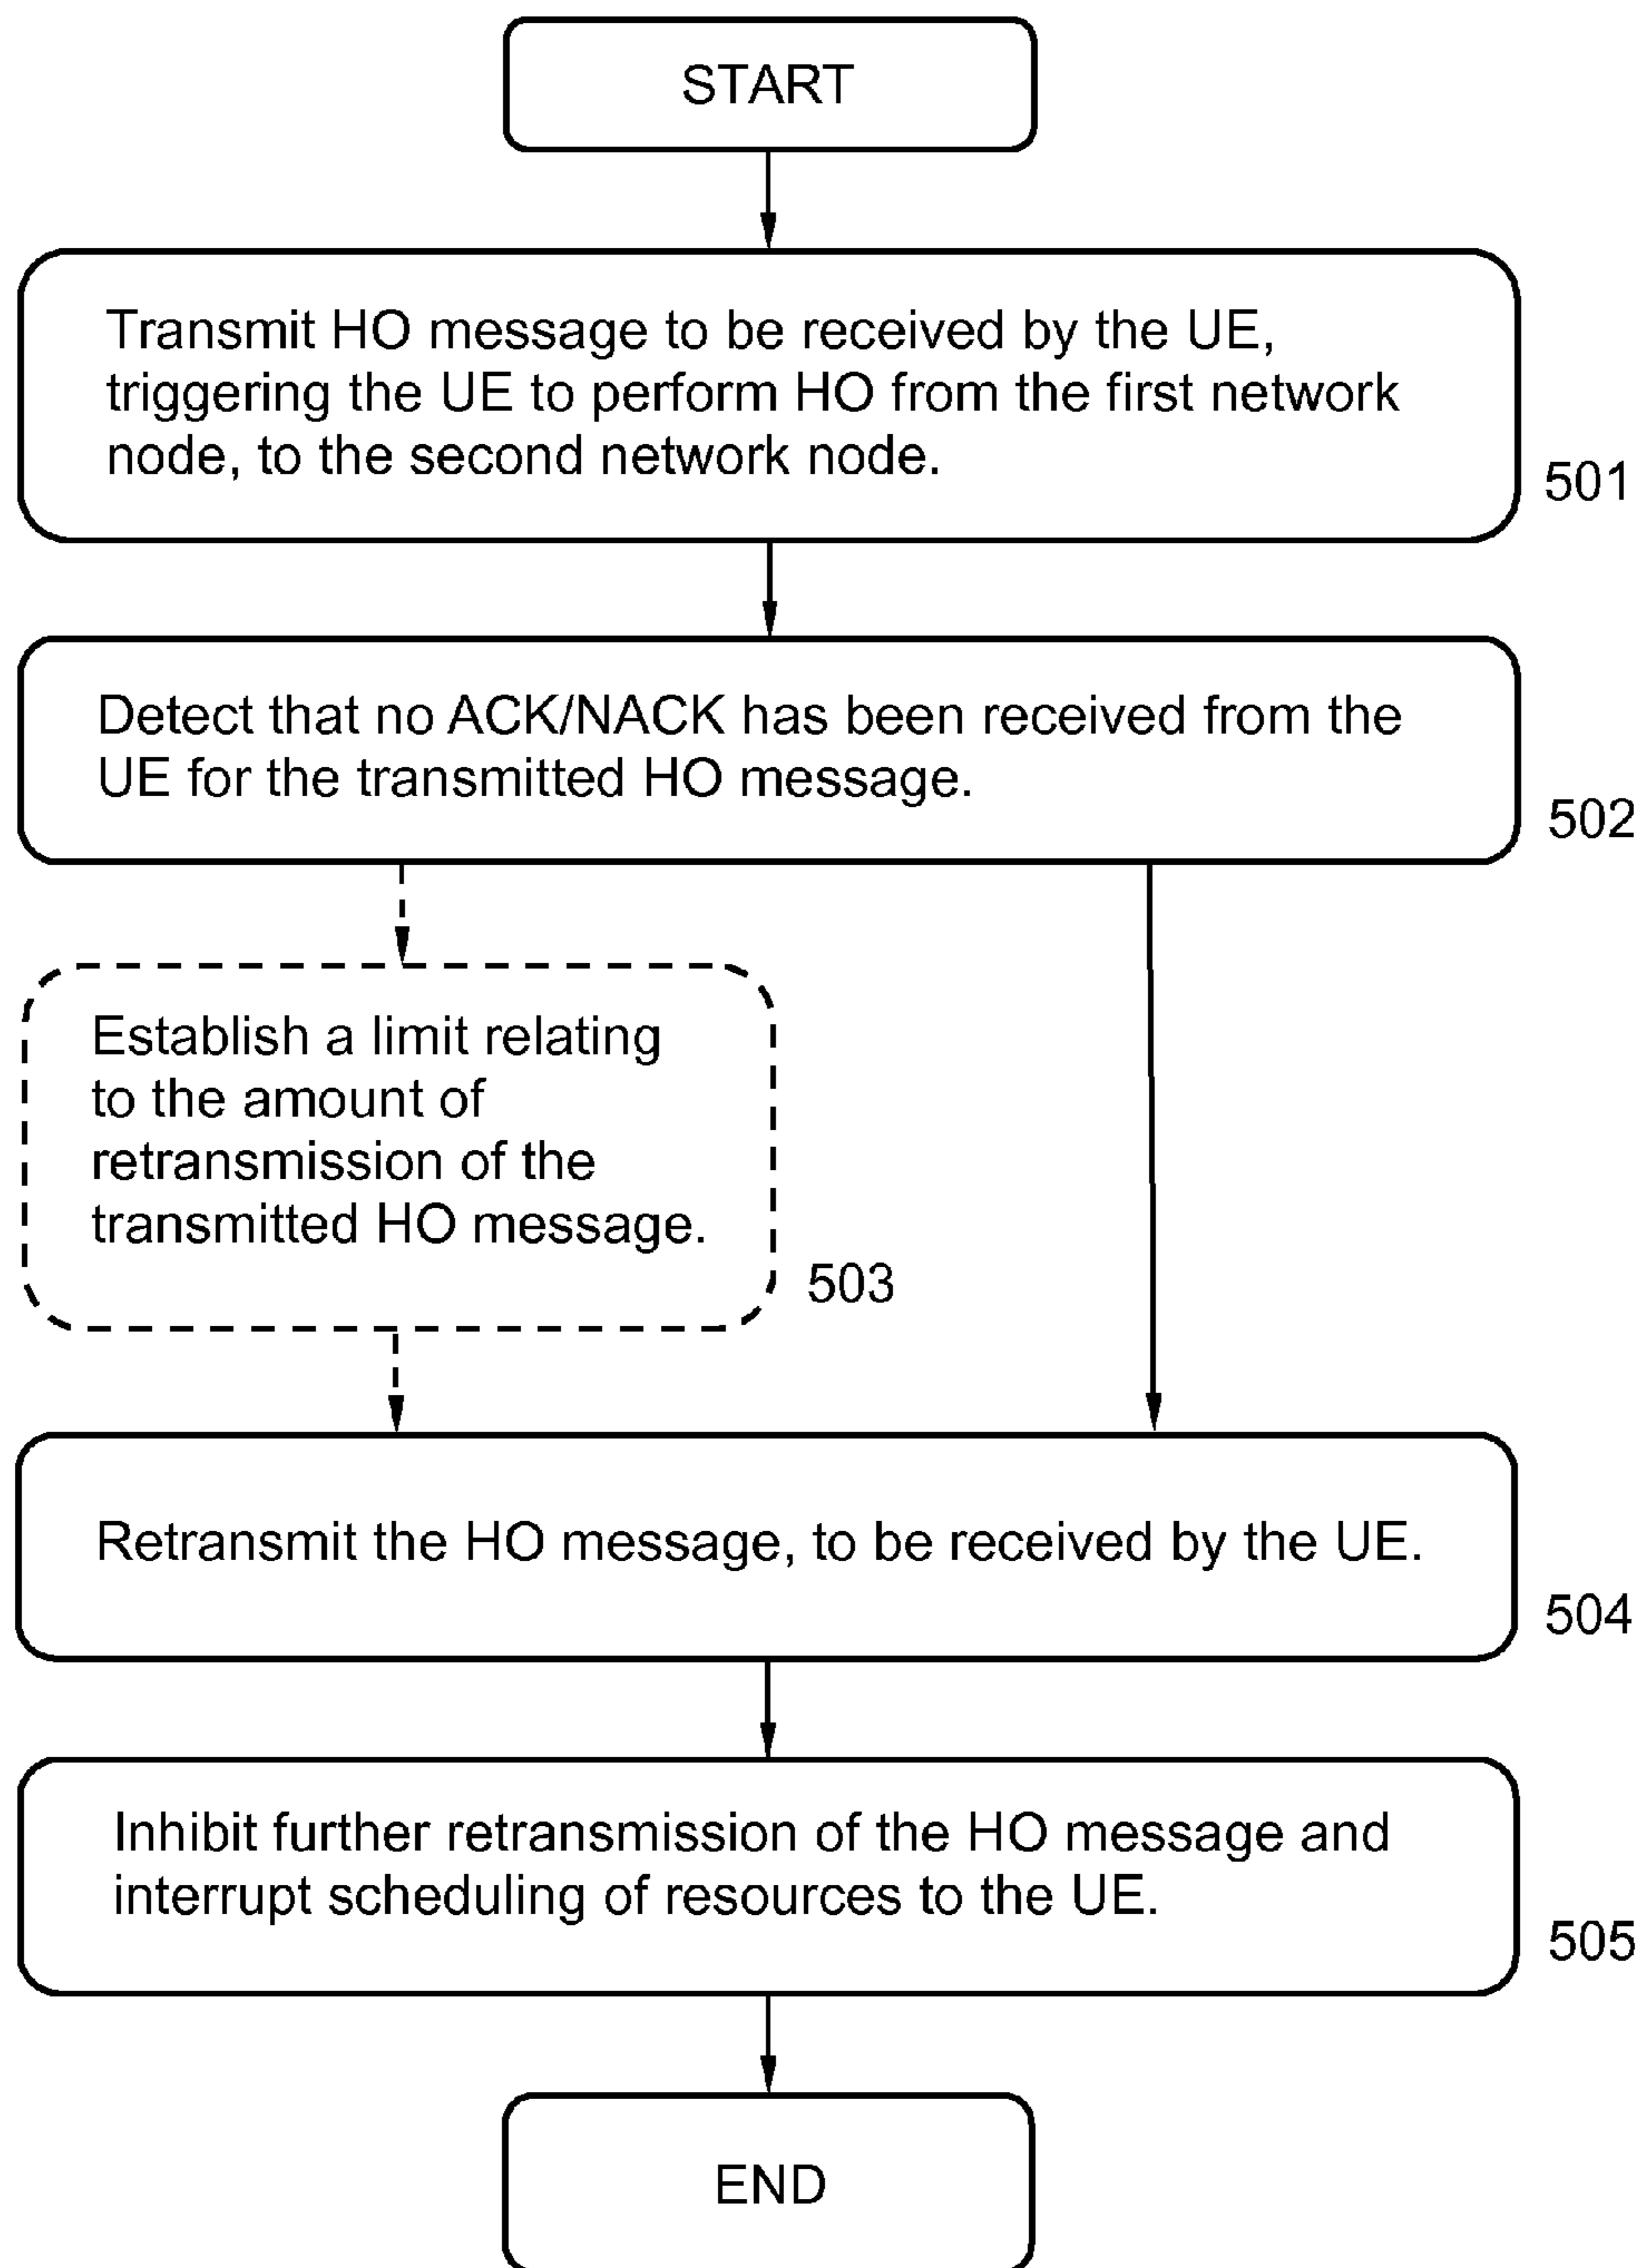 START
Transmit HO message to be received by the UE,
triggering the UE to perform HO from the first network
node, to the second network node.
501
Detect that no ACK/NACK has been received from the
UE for the transmitted HO message.
502
Establish a limit relating
to the amount of
retransmission of the
transmitted HO message.
503
Retransmit the HO message, to be received by the UE.
504
Inhibit further retransmission of the HO message and
interrupt scheduling of resources to the UE.
505
END